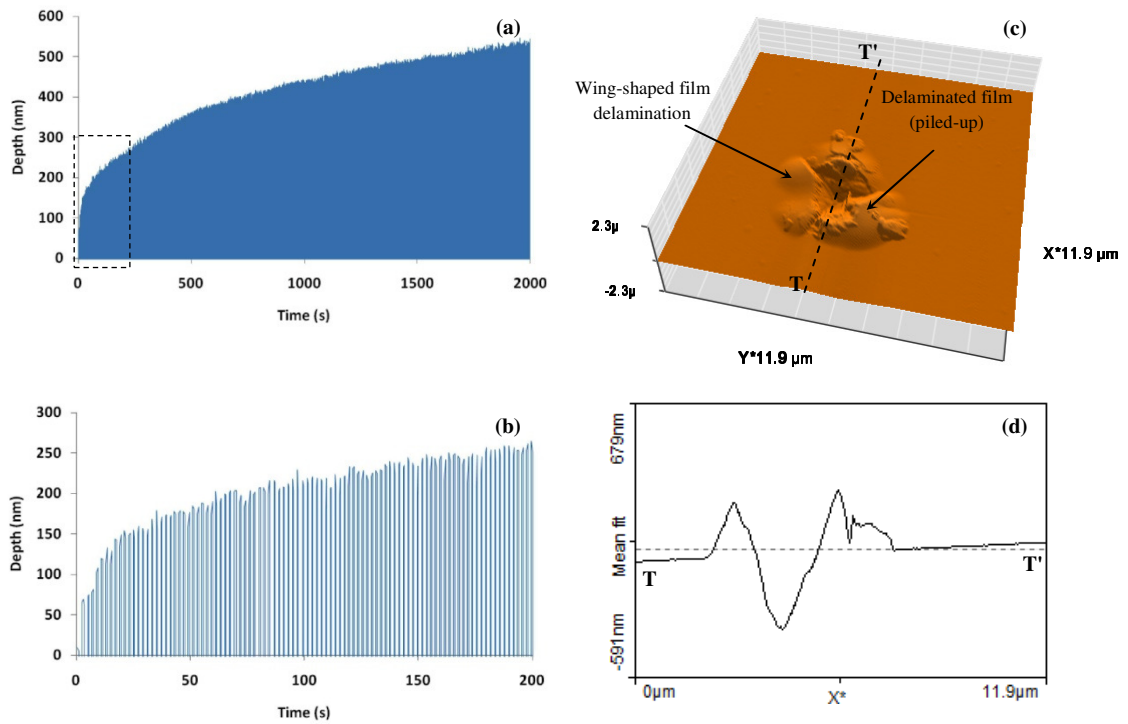 (a)
600
500
400
300
200
100
0
Depth (nm)
0 500 1000 1500 2000
Time (s)
(c)
T'
Wing-shaped film
delamination
Delaminated film
(piled-up)
2.3µ
-2.3µ
T
X*11.9 µm
Y*11.9 µm
(b)
300
250
200
150
100
50
0
Depth (nm)
0 50 100 150 200
Time (s)
(d)
679nm
Mean fit
-591nm
T
T'
0µm X* 11.9µm